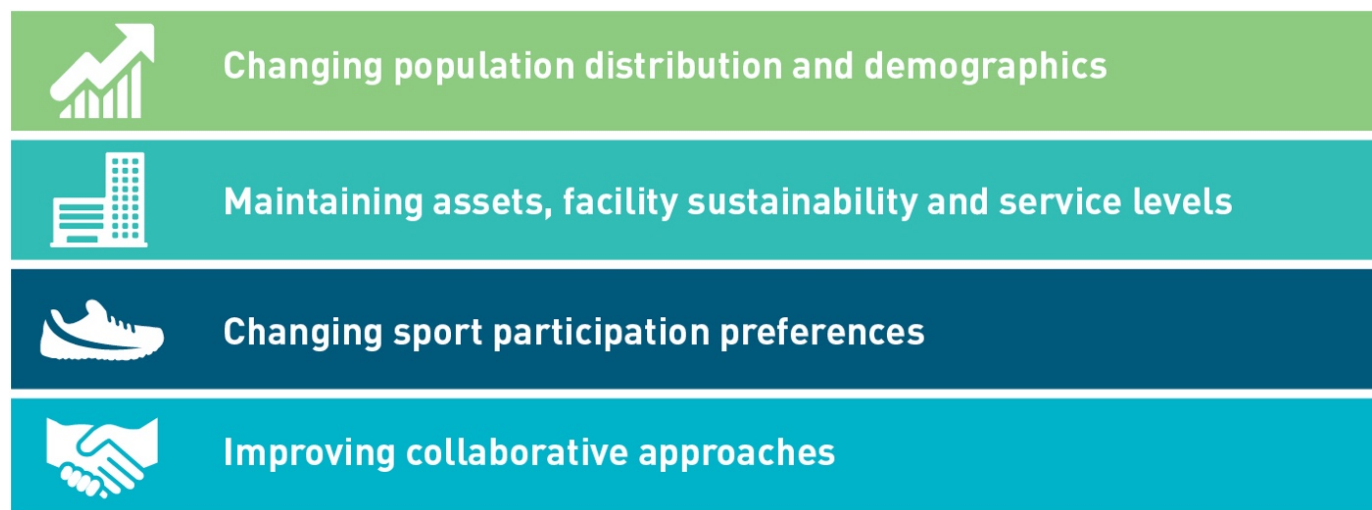 Changing population distribution and demographics
Maintaining assets, facility sustainability and service levels
Changing sport participation preferences
Improving collaborative approaches